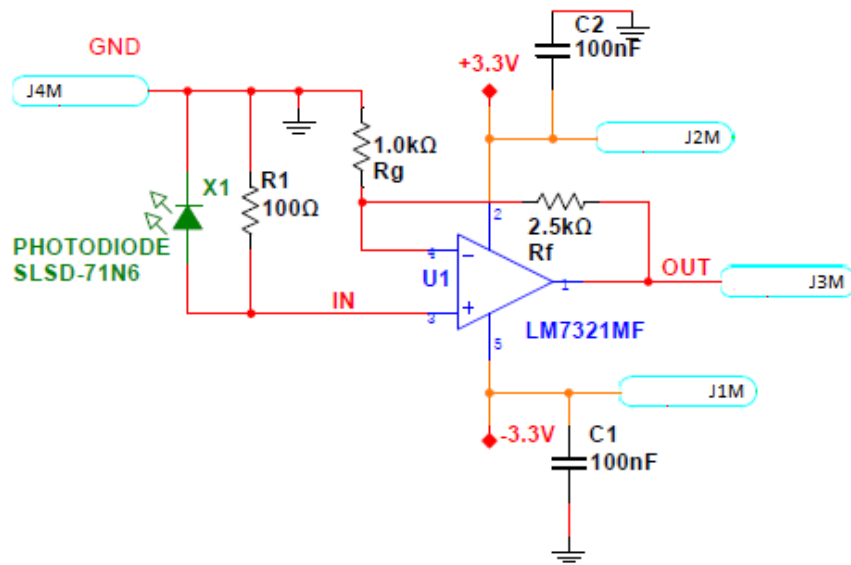 GND
J4M
C2
100nF
+3.3V
J2M
1.0kΩ
Rg
X1
R1
100Ω
2
2.5kΩ
Rf
PHOTODIODE
SLSD-71N6
4
U1
IN
3
1
OUT
J3M
LM7321MF
5
J1M
-3.3V
C1
100nF